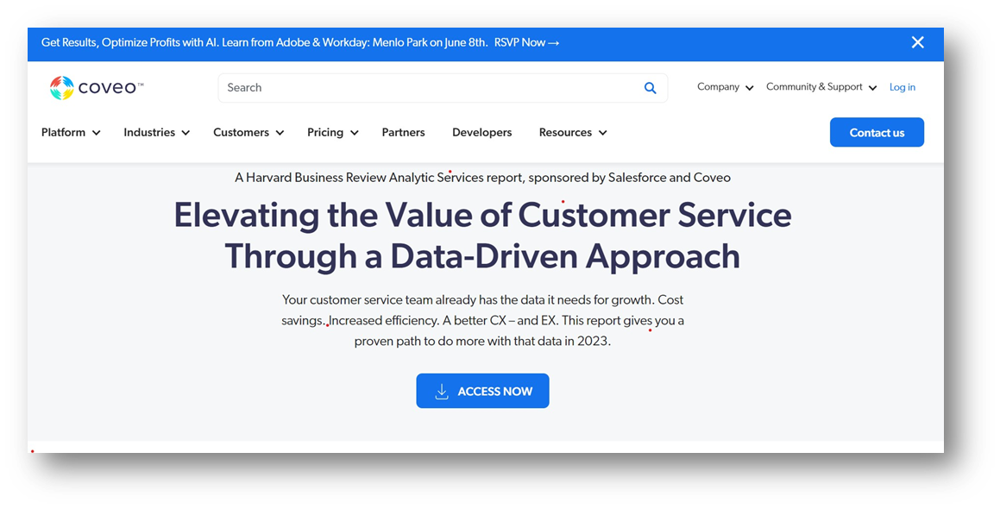 Get Results, Optimize Profits with AI. Learn from Adobe & Workday: Menlo Park on June 8th. RSVP Now →
coveo™
Search
Company
Community & Support
Log in
Platform
Industries
Customers
Pricing
Partners
Developers
Resources
Contact us
A Harvard Business Review Analytic Services report, sponsored by Salesforce and Coveo
Elevating the Value of Customer Service
Through a Data-Driven Approach
Your customer service team already has the data it needs for growth. Cost
savings. Increased efficiency. A better CX – and EX. This report gives you a
proven path to do more with that data in 2023.
ACCESS NOW